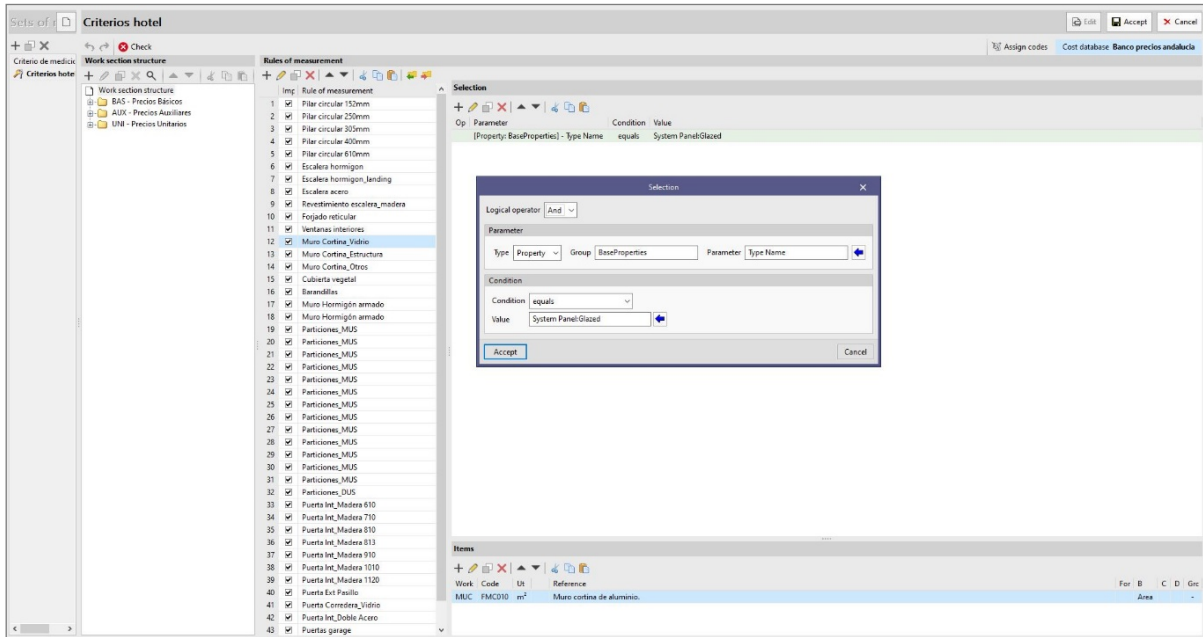 Sets of
Criterios hotel
Edit Accept Cancel
Check
Assign codes Cost database Banco precios andalucía
Criterio de medicic
Criterios hote
Work section structure
Work section structure
BAS - Precios Básicos
AUX - Precios Auxiliares
UNI - Precios Unitarios
Rules of measurement
Imp Rule of measurement
1 Pilar circular 152mm
2 Pilar circular 250mm
3 Pilar circular 305mm
4 Pilar circular 400mm
5 Pilar circular 610mm
6 Escalera hormigon
7 Escalera hormigon_landing
8 Escalera acero
9 Revestimiento escalera_madera
10 Forjado reticular
11 Ventanas interiores
12 Muro Cortina_Vidrio
13 Muro Cortina_Estructura
14 Muro Cortina_Otros
15 Cubierta vegetal
16 Barandillas
17 Muro Hormigón armado
18 Muro Hormigón armado
19 Particiones_MUS
20 Particiones_MUS
21 Particiones_MUS
22 Particiones_MUS
23 Particiones_MUS
24 Particiones_MUS
25 Particiones_MUS
26 Particiones_MUS
27 Particiones_MUS
28 Particiones_MUS
29 Particiones_MUS
30 Particiones_MUS
31 Particiones_MUS
32 Particiones_DUS
33 Puerta Int_Madera 610
34 Puerta Int_Madera 710
35 Puerta Int_Madera 810
36 Puerta Int_Madera 813
37 Puerta Int_Madera 910
38 Puerta Int_Madera 1010
39 Puerta Int_Madera 1120
40 Puerta Ext Pasillo
41 Puerta Corredera_Vidrio
42 Puerta Int_Doble Acero
43 Puertas garage
Selection
Op Parameter Condition Value
[Property: BaseProperties] - Type Name equals System Panel:Glazed
Selection
Logical operator And
Parameter
Type Property Group BaseProperties Parameter Type Name
Condition
Condition equals
Value System Panel:Glazed
Accept Cancel
Items
Work Code Ut Reference For B C D Grc
MUC FMC010 m² Muro cortina de aluminio. Area -